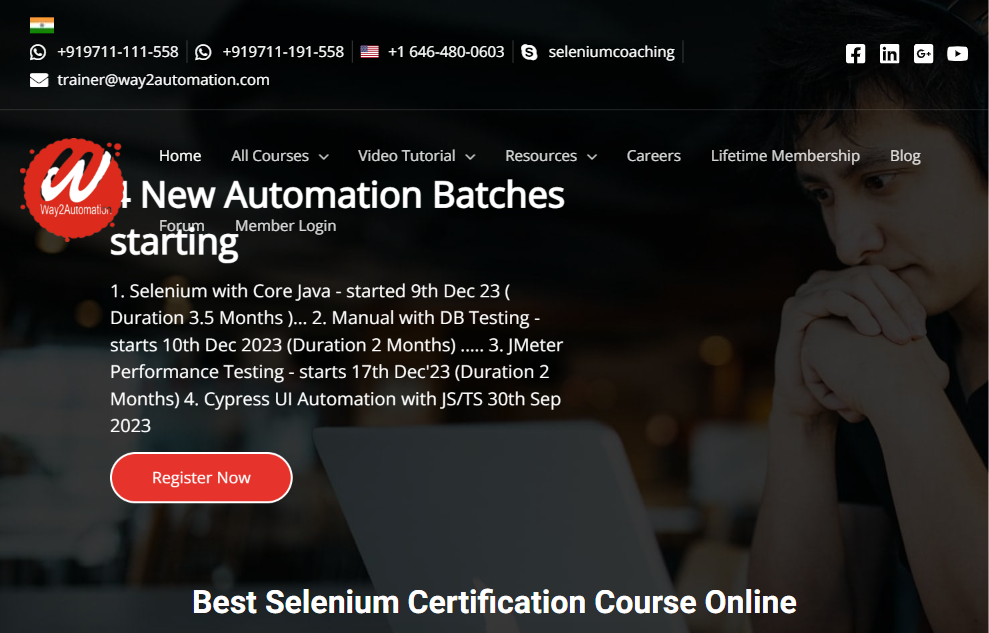 +919711-111-558 +919711-191-558 +1 646-480-0603 seleniumcoaching
trainer@way2automation.com
Home All Courses Video Tutorial Resources Careers Lifetime Membership Blog
Way2Automation
4 New Automation Batches
Forum Member Login
starting
1. Selenium with Core Java - started 9th Dec 23 (
Duration 3.5 Months )... 2. Manual with DB Testing -
starts 10th Dec 2023 (Duration 2 Months) ..... 3. JMeter
Performance Testing - starts 17th Dec'23 (Duration 2
Months) 4. Cypress UI Automation with JS/TS 30th Sep
2023
Register Now
Best Selenium Certification Course Online